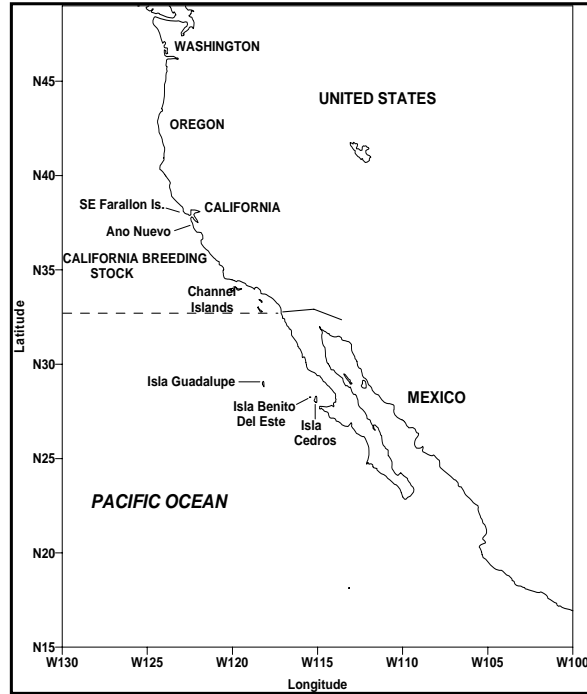 WASHINGTON
N45
UNITED STATES
OREGON
N40
SE Farallon Is.
CALIFORNIA
Ano Nuevo
CALIFORNIA BREEDING
STOCK
N35
Channel
Islands
Latitude
N30
Isla Guadalupe
MEXICO
Isla Benito
Del Este
Isla
Cedros
N25
PACIFIC OCEAN
N20
N15
W130
W125
W120
W115
W110
W105
W100
Longitude